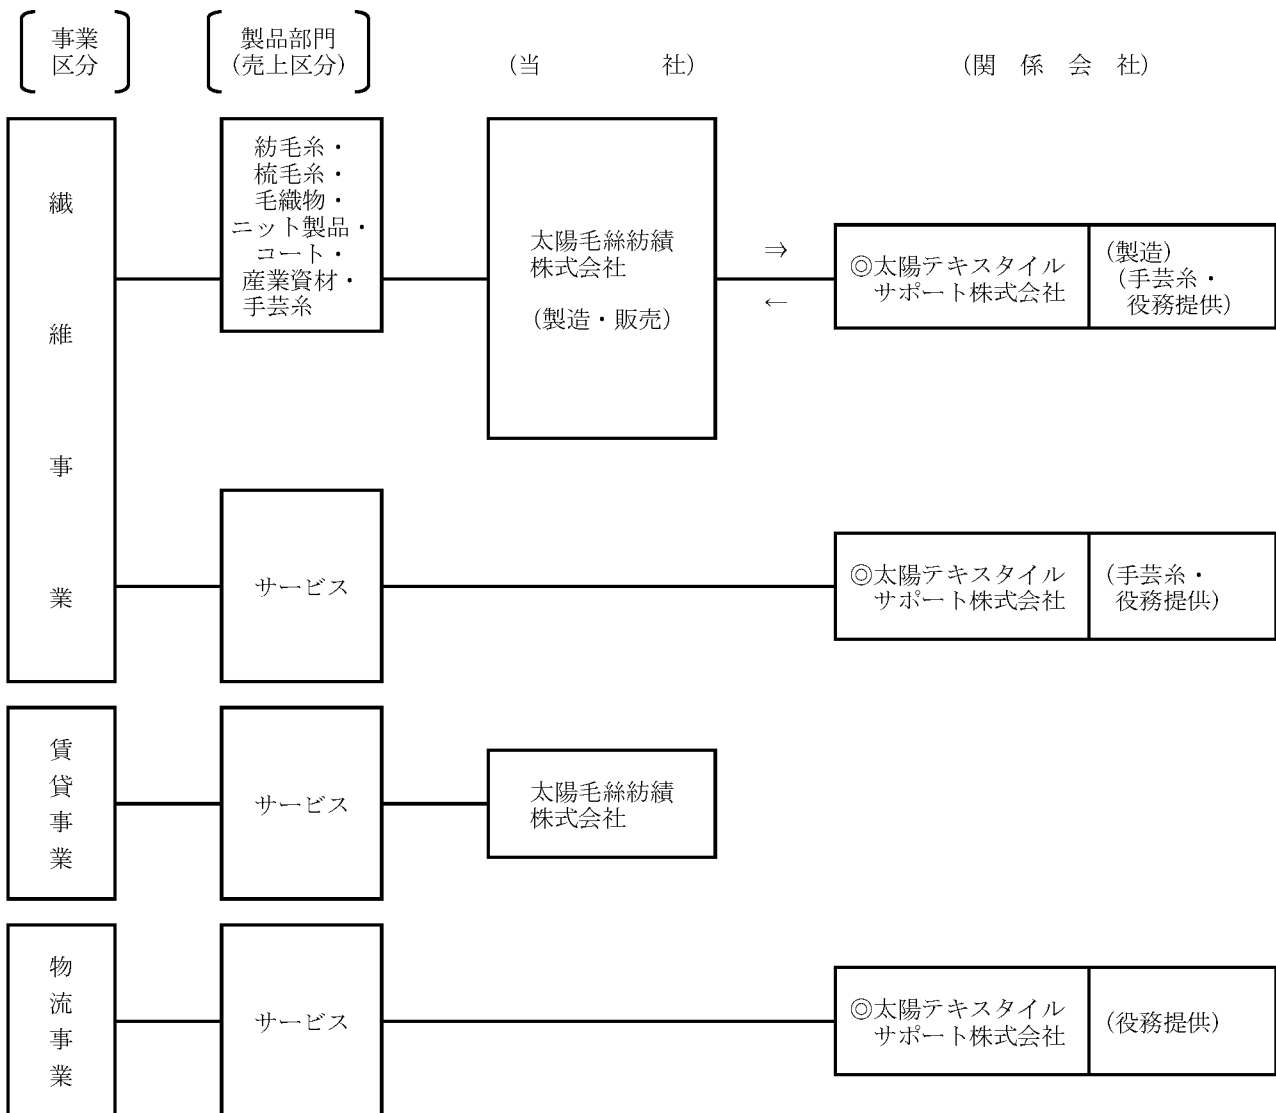 事業
区分
製品部門
(売上区分)
(当　社)
(関係会社)
繊維事業
紡毛糸・
梳毛糸・
毛織物・
ニット製品・
コート・
産業資材・
手芸糸
太陽毛絲紡績
株式会社
(製造・販売)
⇒
←
◎太陽テキスタイル
サポート株式会社
(製造)
(手芸糸・
役務提供)
サービス
◎太陽テキスタイル
サポート株式会社
(手芸糸・
役務提供)
賃貸事業
サービス
太陽毛絲紡績
株式会社
物流事業
サービス
◎太陽テキスタイル
サポート株式会社
(役務提供)